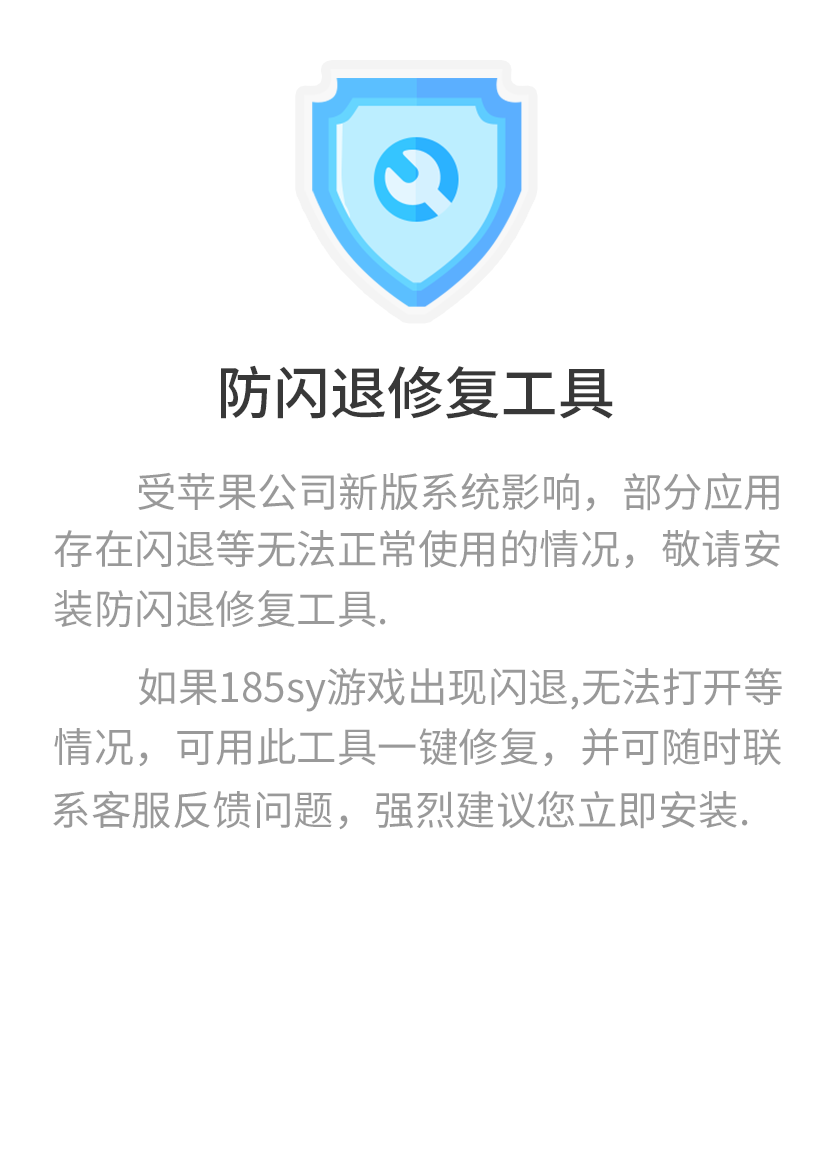 防闪退修复工具
受苹果公司新版系统影响，部分应用
存在闪退等无法正常使用的情况，敬请安
装防闪退修复工具.
如果185sy游戏出现闪退,无法打开等
情况，可用此工具一键修复，并可随时联
系客服反馈问题，强烈建议您立即安装.